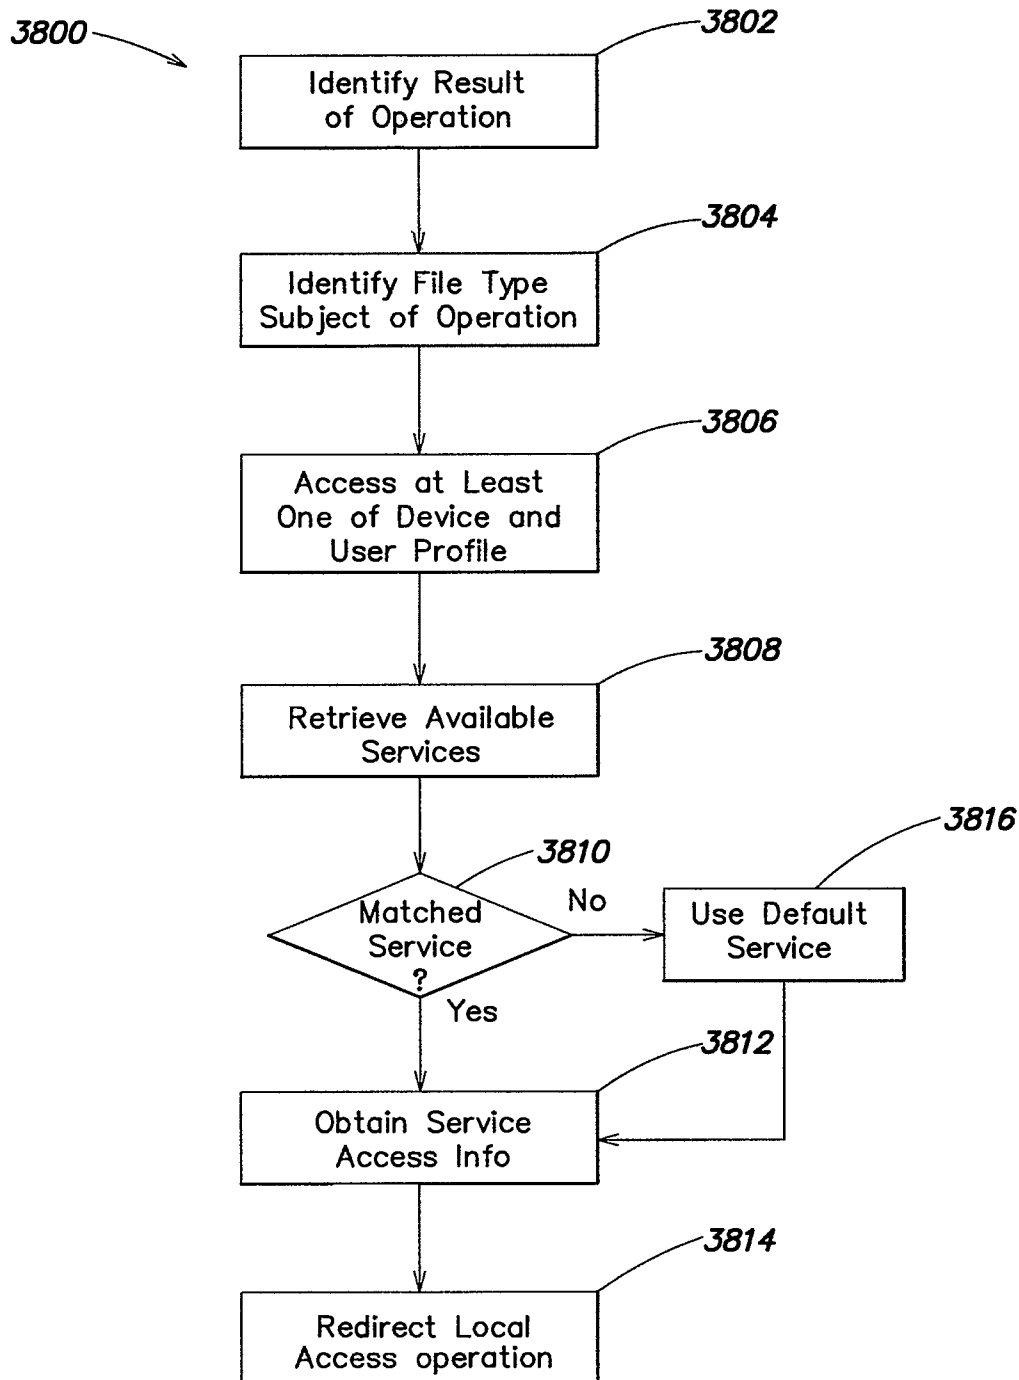 3800
3802
Identify Result
of Operation
3804
Identify File Type
Subject of Operation
3806
Access at Least
One of Device and
User Profile
3808
Retrieve Available
Services
3810
Matched
Service
?
No
3816
Use Default
Service
Yes
3812
Obtain Service
Access Info
3814
Redirect Local
Access operation